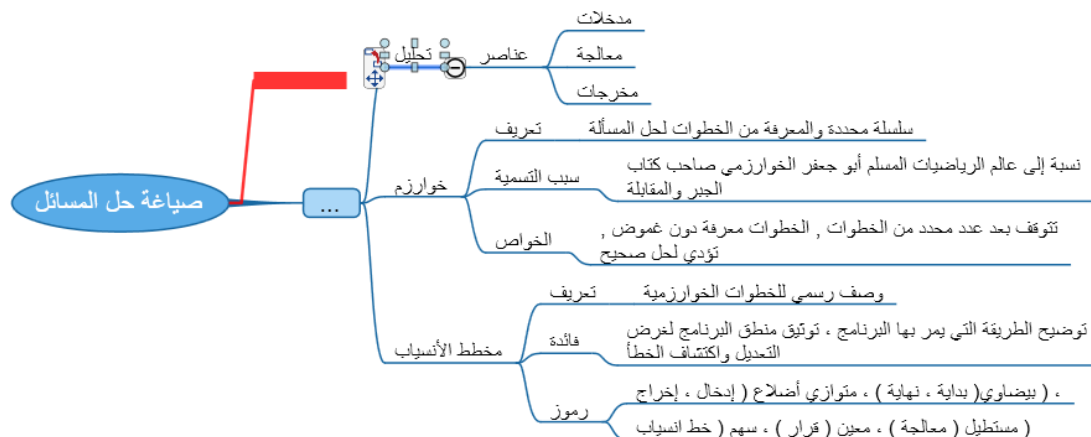 صياغة حل المسائل
...
تحليل
عناصر
مدخلات
معالجة
مخرجات
خوارزم
تعريف
سلسلة محددة والمعرفة من الخطوات لحل المسألة
سبب التسمية
نسبة إلى عالم الرياضيات المسلم أبو جعفر الخوارزمي صاحب كتاب
الجبر والمقابلة
الخواص
تتوقف بعد عدد محدد من الخطوات , الخطوات معرفة دون غموض ,
تؤدي لحل صحيح
مخطط الأنسياب
تعريف
وصف رسمي للخطوات الخوارزمية
فائدة
توضيح الطريقة التي يمر بها البرنامج ، توثيق منطق البرنامج لغرض
التعديل واكتشاف الخطأ
رموز
، ( بيضاوي( بداية ، نهاية ) ، متوازي أضلاع ( إدخال ، إخراج
( مستطيل ( معالجة ) ، معين ( قرار ) ، سهم ( خط انسياب